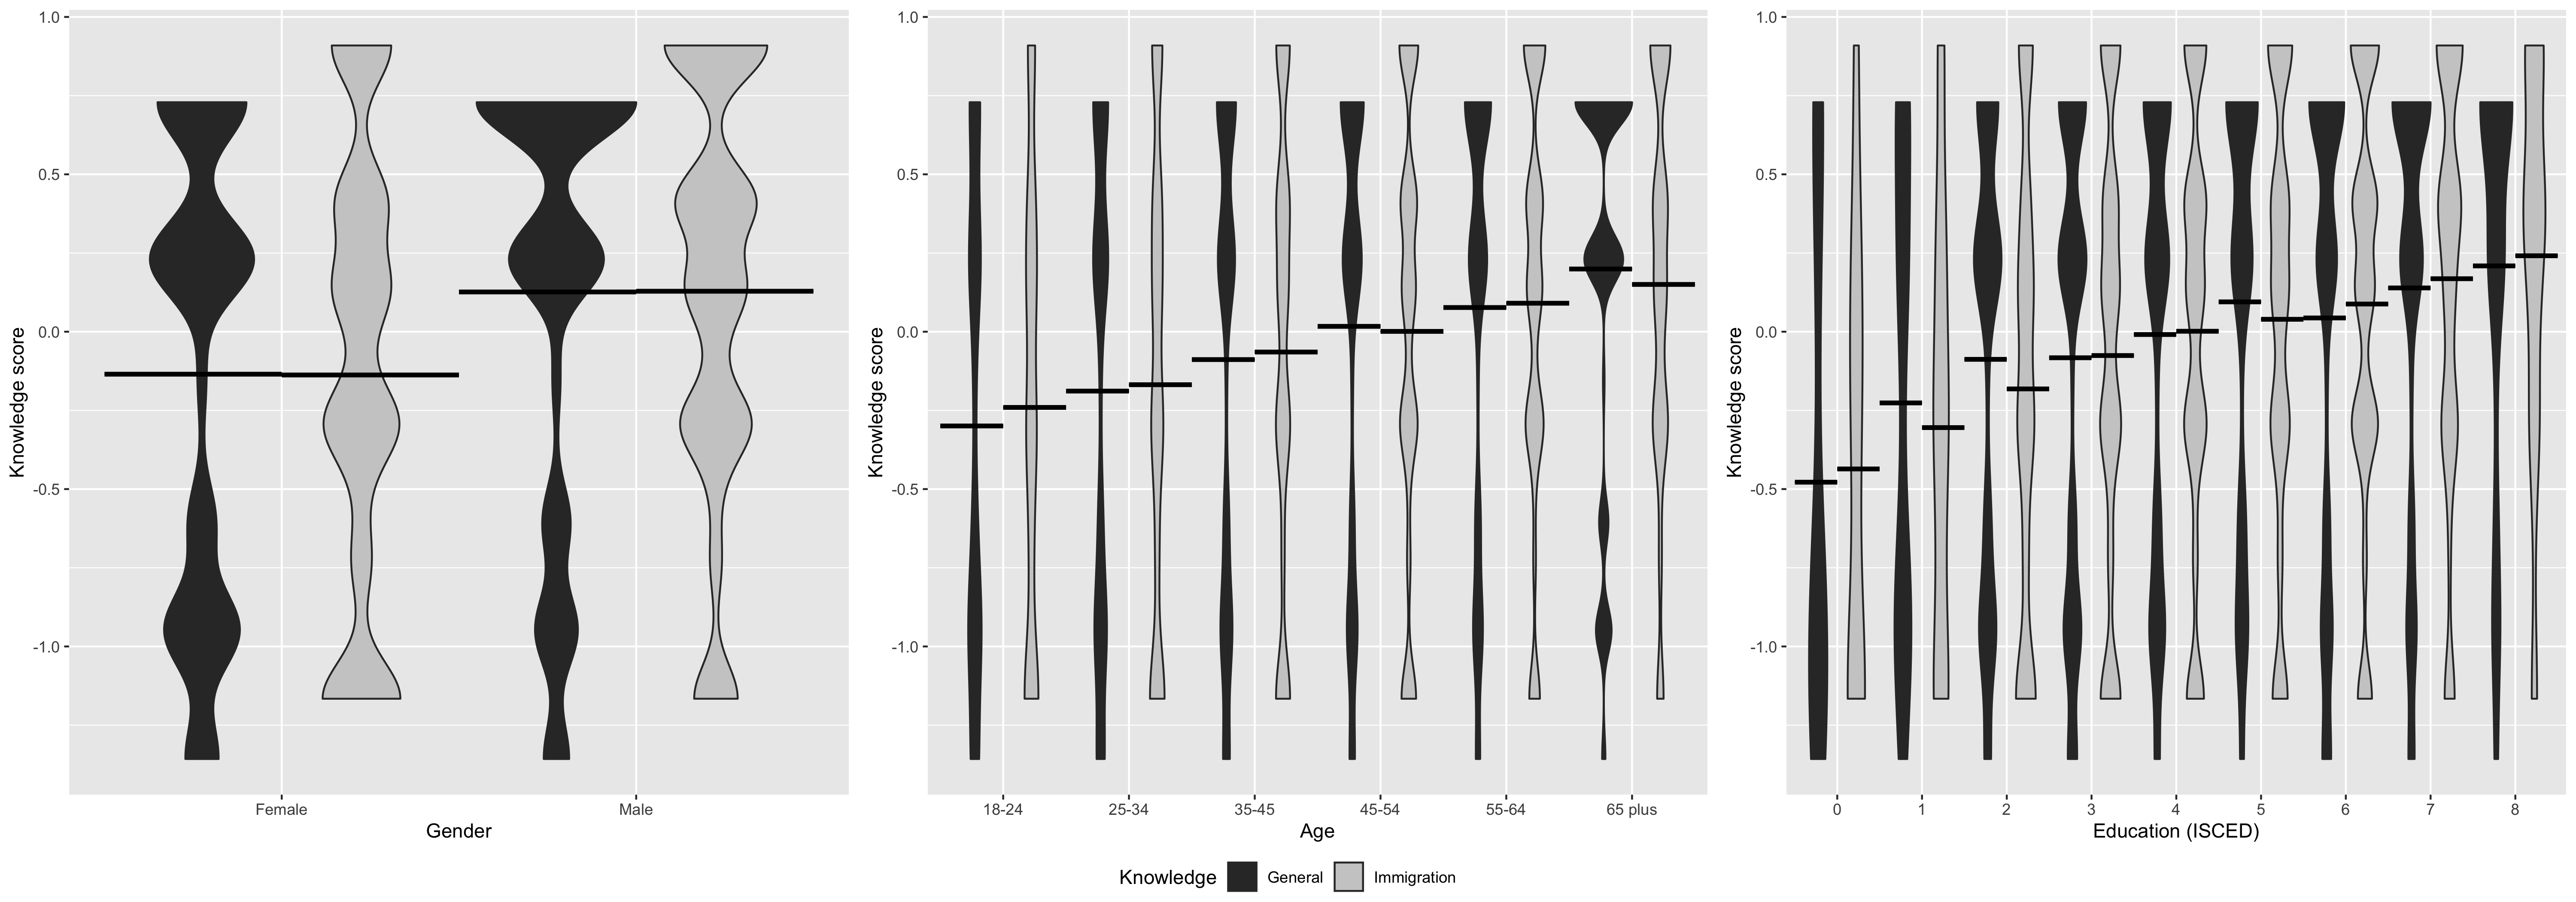 1.0
0.5
0.0
-0.5
-1.0
Knowledge score
Female Male
Gender
1.0
0.5
0.0
-0.5
-1.0
Knowledge score
18-24 25-34 35-45 45-54 55-64 65 plus
Age
1.0
0.5
0.0
-0.5
-1.0
Knowledge score
0 1 2 3 4 5 6 7 8
Education (ISCED)
Knowledge General Immigration